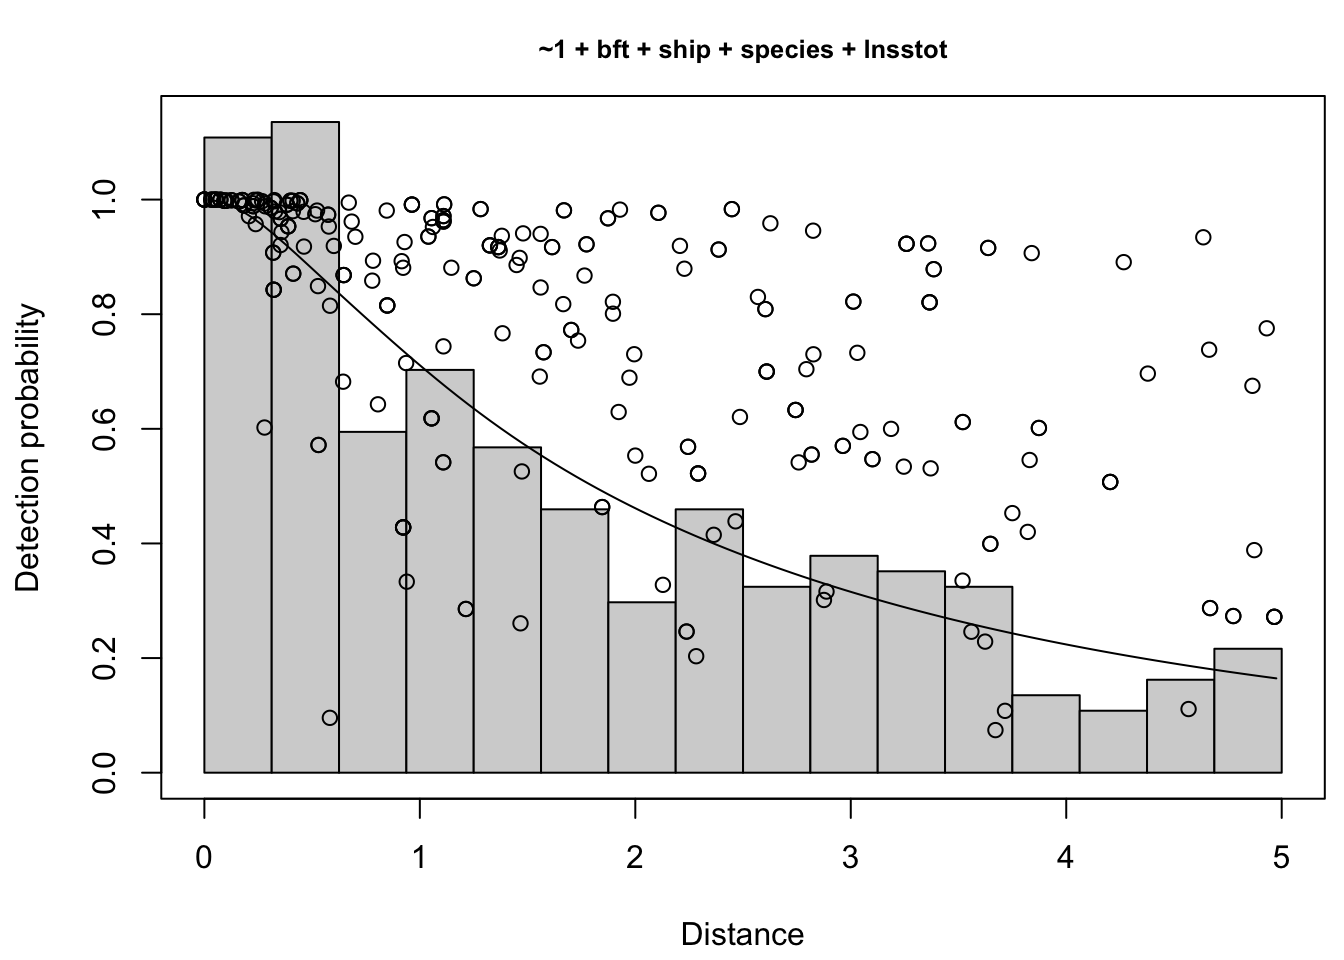 ~1 + bft + ship + species + lnsstot
Detection probability
1.0
0.8
0.6
0.4
0.2
0.0
0 1 2 3 4 5
Distance